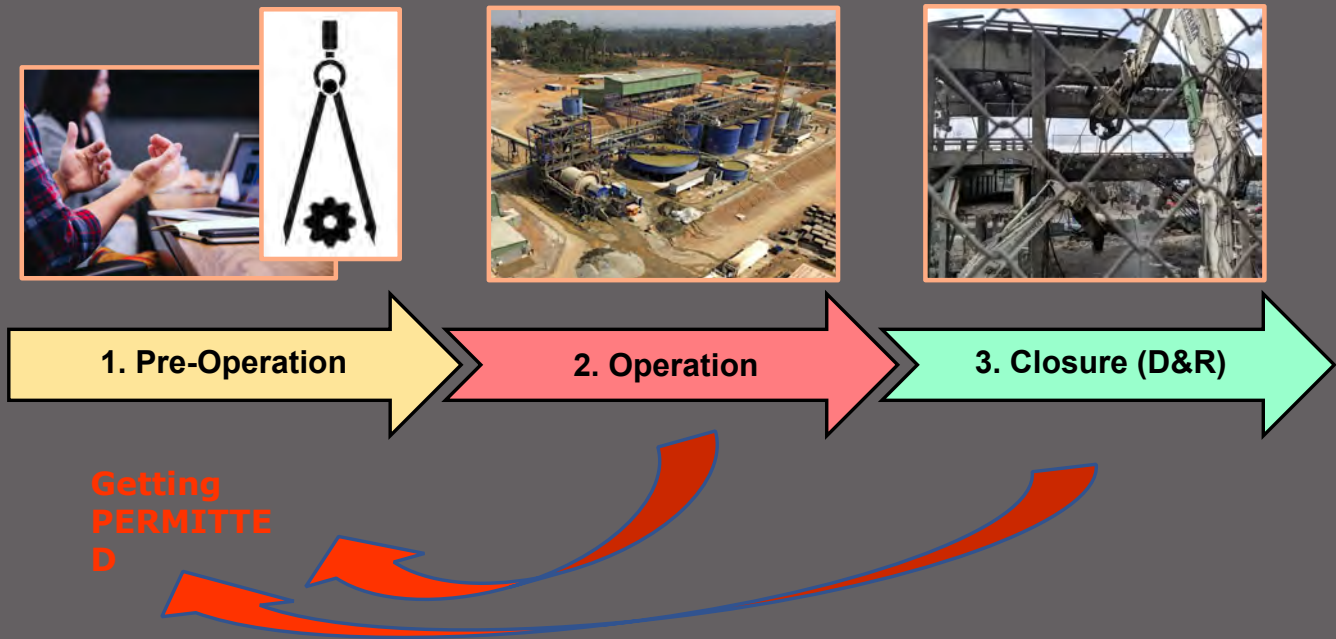 1. Pre-Operation
2. Operation
3. Closure (D&R)
Getting
PERMITTE
D